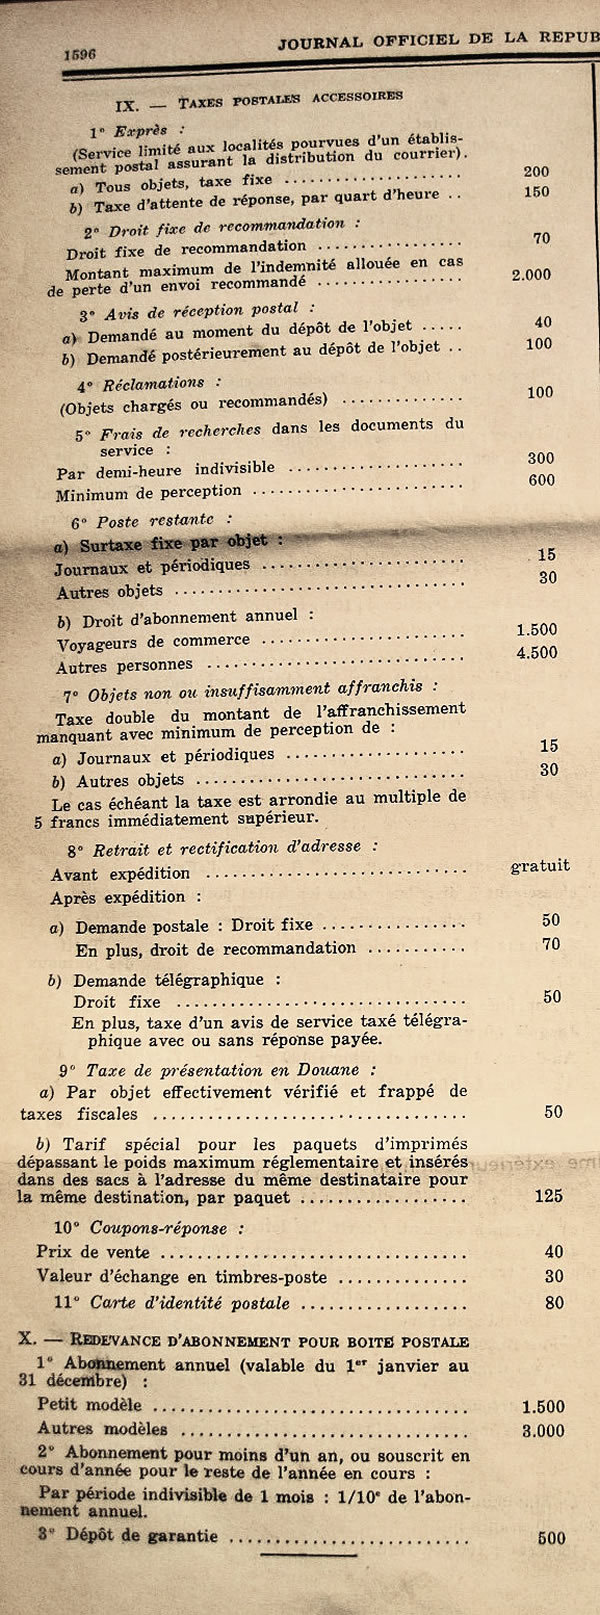 1596
JOURNAL OFFICIEL DE LA REPUB
IX. — TAXES POSTALES ACCESSOIRES
1° Exprès :
(Service limité aux localités pourvues d'un établis-
sement postal assurant la distribution du courrier).
a) Tous objets, taxe fixe .................... 200
b) Taxe d'attente de réponse, par quart d'heure .. 150
2° Droit fixe de recommandation :
Droit fixe de recommandation ................. 70
Montant maximum de l'indemnité allouée en cas
de perte d'un envoi recommandé ................. 2.000
3° Avis de réception postal :
a) Demandé au moment du dépôt de l'objet ..... 40
b) Demandé postérieurement au dépôt de l'objet .. 100
4° Réclamations :
(Objets chargés ou recommandés) .............. 100
5° Frais de recherches dans les documents du
service :
Par demi-heure indivisible .................... 300
Minimum de perception ........................ 600
6° Poste restante :
a) Surtaxe fixe par objet :
Journaux et périodiques ....................... 15
Autres objets ................................. 30
b) Droit d'abonnement annuel :
Voyageurs de commerce ....................... 1.500
Autres personnes ............................. 4.500
7° Objets non ou insuffisamment affranchis :
Taxe double du montant de l'affranchissement
manquant avec minimum de perception de :
a) Journaux et périodiques .................... 15
b) Autres objets .............................. 30
Le cas échéant la taxe est arrondie au multiple de
5 francs immédiatement supérieur.
8° Retrait et rectification d'adresse :
Avant expédition ............................. gratuit
Après expédition :
a) Demande postale : Droit fixe ................ 50
En plus, droit de recommandation ........... 70
b) Demande télégraphique :
Droit fixe ................................ 50
En plus, taxe d'un avis de service taxé télégra-
phique avec ou sans réponse payée.
9° Taxe de présentation en Douane :
a) Par objet effectivement vérifié et frappé de
taxes fiscales ................................ 50
b) Tarif spécial pour les paquets d'imprimés
dépassant le poids maximum réglementaire et insérés
dans des sacs à l'adresse du même destinataire pour
la même destination, par paquet ................. 125
10° Coupons-réponse :
Prix de vente ................................ 40
Valeur d'échange en timbres-poste ............. 30
11° Carte d'identité postale ................. 80
X. — REDEVANCE D'ABONNEMENT POUR BOITE POSTALE
1° Abonnement annuel (valable du 1er janvier au
31 décembre) :
Petit modèle ................................ 1.500
Autres modèles ............................. 3.000
2° Abonnement pour moins d'un an, ou souscrit en
cours d'année pour le reste de l'année en cours :
Par période indivisible de 1 mois : 1/10e de l'abon-
nement annuel.
3° Dépôt de garantie ......................... 500